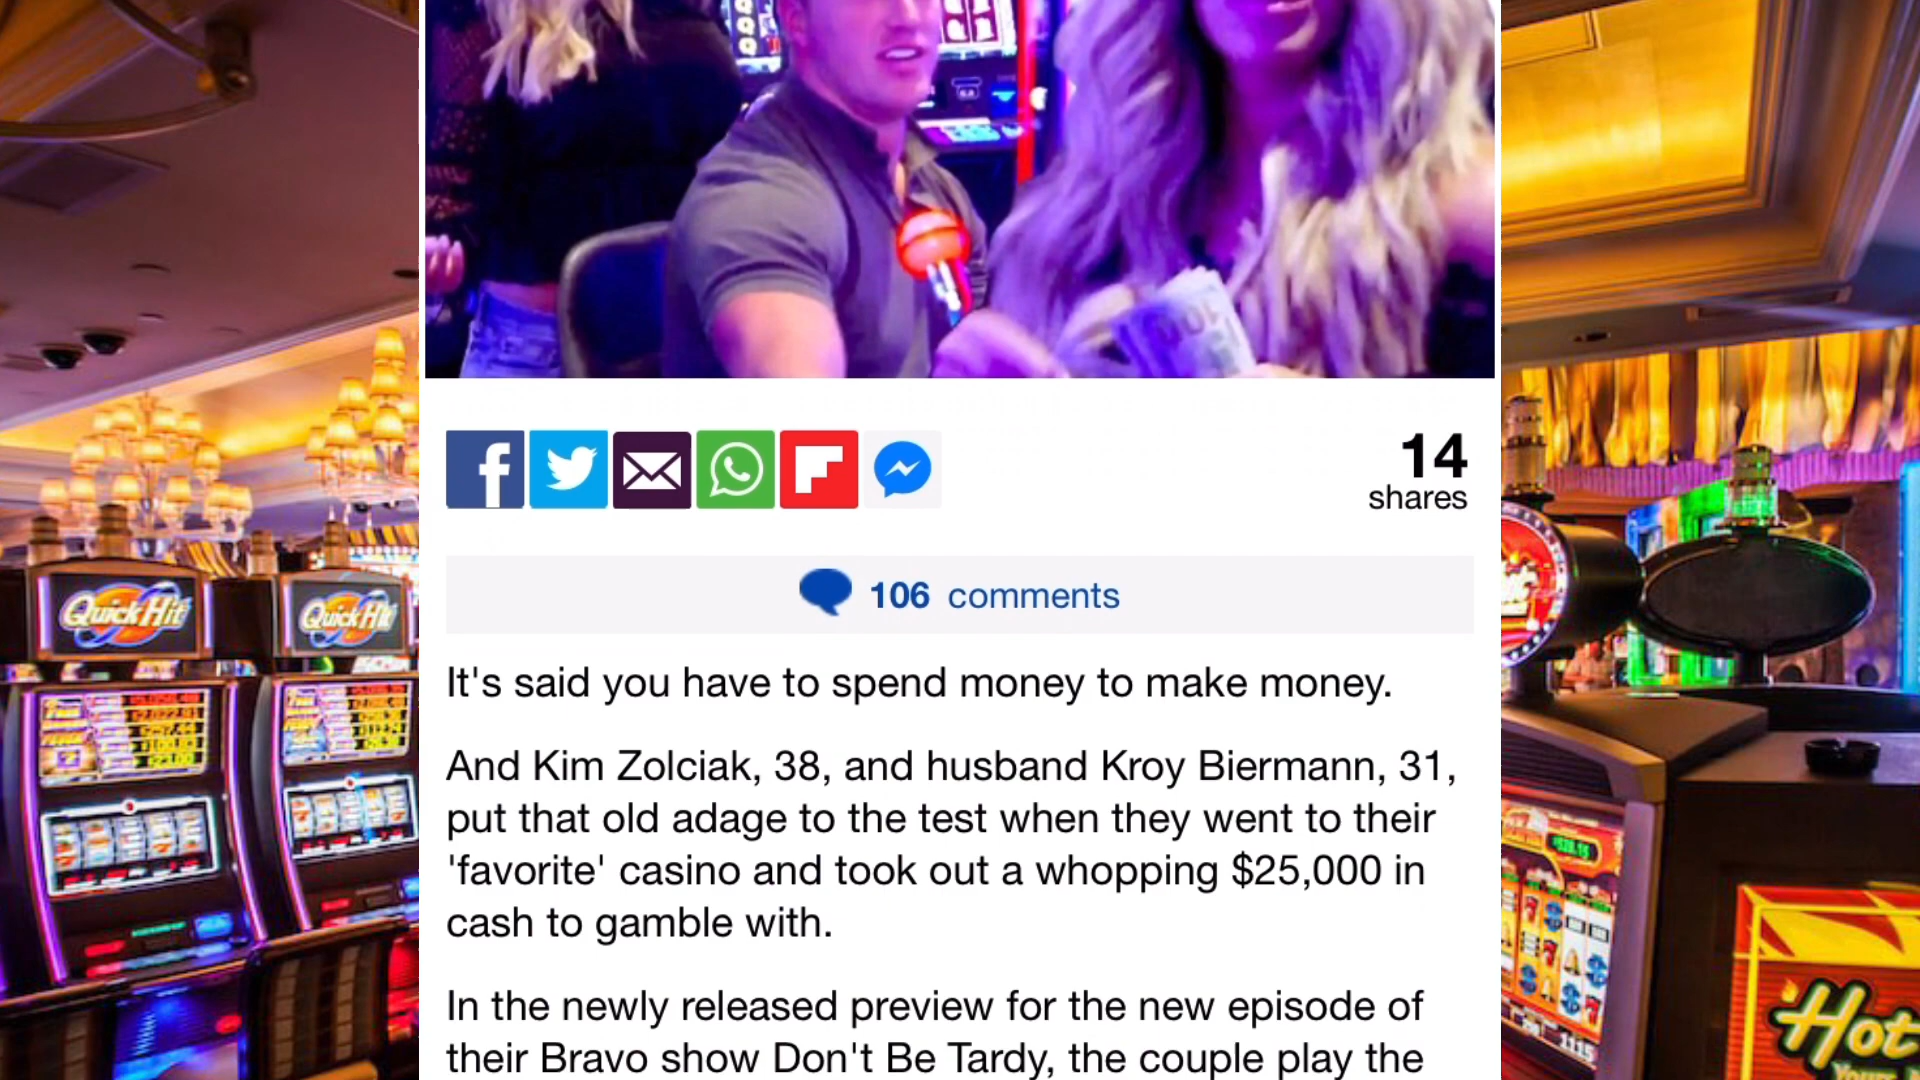 100
14
shares
106 comments
It's said you have to spend money to make money.
And Kim Zolciak, 38, and husband Kroy Biermann, 31,
put that old adage to the test when they went to their
'favorite' casino and took out a whopping $25,000 in
cash to gamble with.
In the newly released preview for the new episode of
their Bravo show Don't Be Tardy, the couple play the
Quick Hit
Quick Hit
1115
Hot